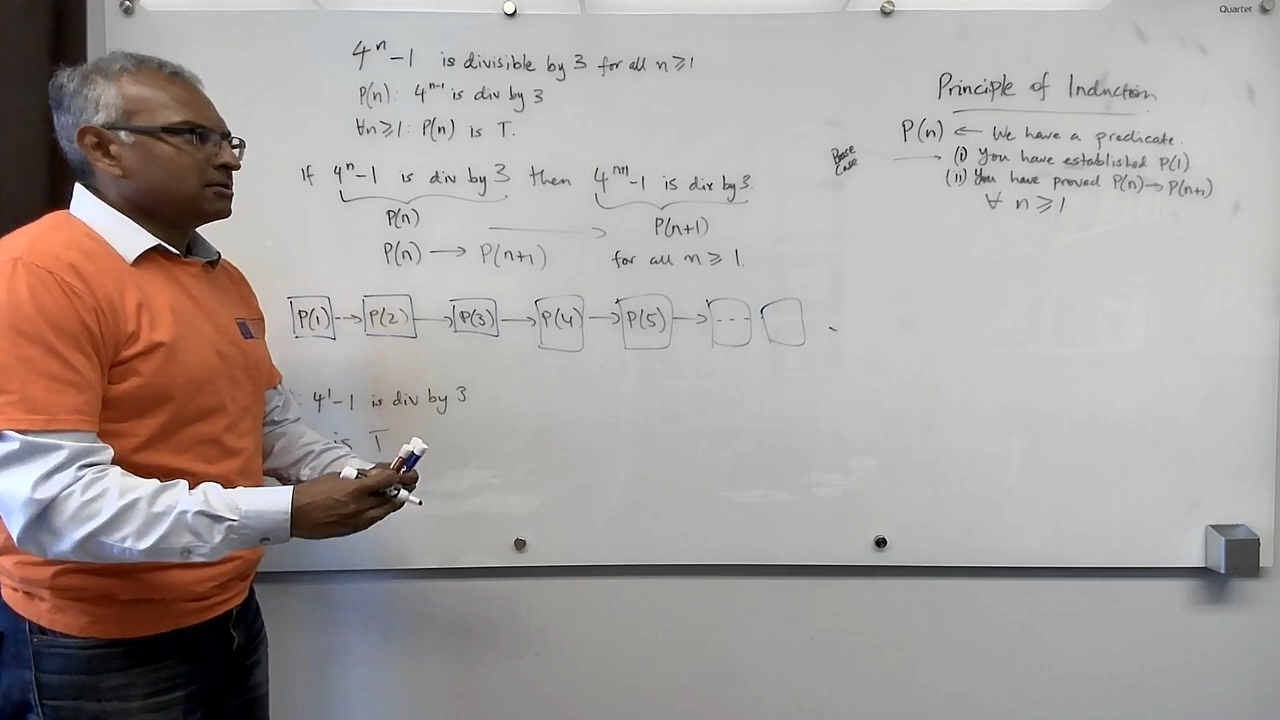 4ⁿ-1 is divisible by 3 for all n ≥ 1
P(n): 4ⁿ⁻¹ is div by 3
∀n ≥ 1: P(n) is T.
If 4ⁿ-1 is div by 3 then 4ⁿ⁺¹-1 is div by 3
P(n) → P(n+1)
P(n) → P(n+1) for all n ≥ 1.
P(1) → P(2) → P(3) → P(4) → P(5) → ...
: 4¹-1 is div by 3
is T
Quartet
Principle of Induction
P(n) ← We have a predicate.
Base Case → (i) You have established P(1)
(ii) You have proved P(n) → P(n+1)
∀ n ≥ 1